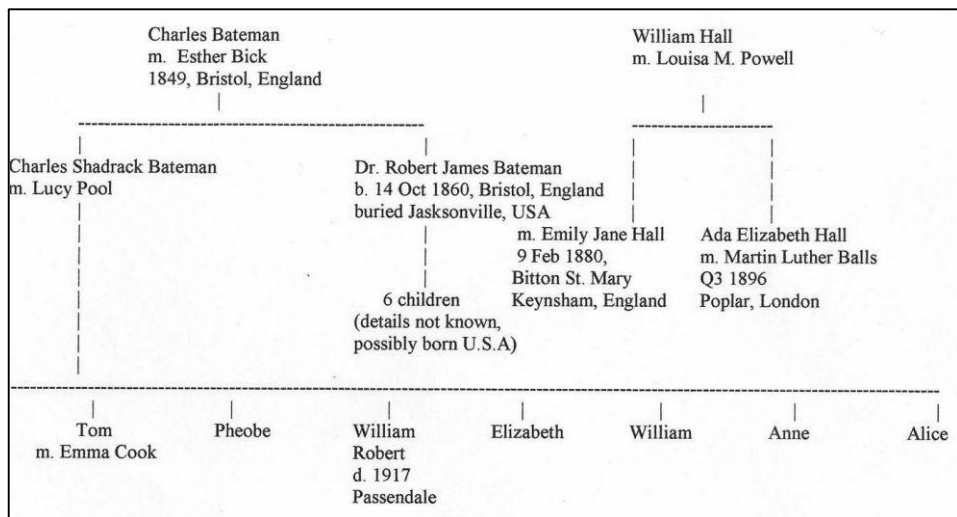 Charles Bateman
m. Esther Bick
1849, Bristol, England
William Hall
m. Louisa M. Powell
Charles Shadrack Bateman
m. Lucy Pool
Dr. Robert James Bateman
b. 14 Oct 1860, Bristol, England
buried Jasksonville, USA
m. Emily Jane Hall
9 Feb 1880,
Bitton St. Mary
Keynsham, England
Ada Elizabeth Hall
m. Martin Luther Balls
Q3 1896
Poplar, London
6 children
(details not known,
possibly born U.S.A)
Tom
m. Emma Cook
Pheobe
William
Robert
d. 1917
Passendale
Elizabeth
William
Anne
Alice